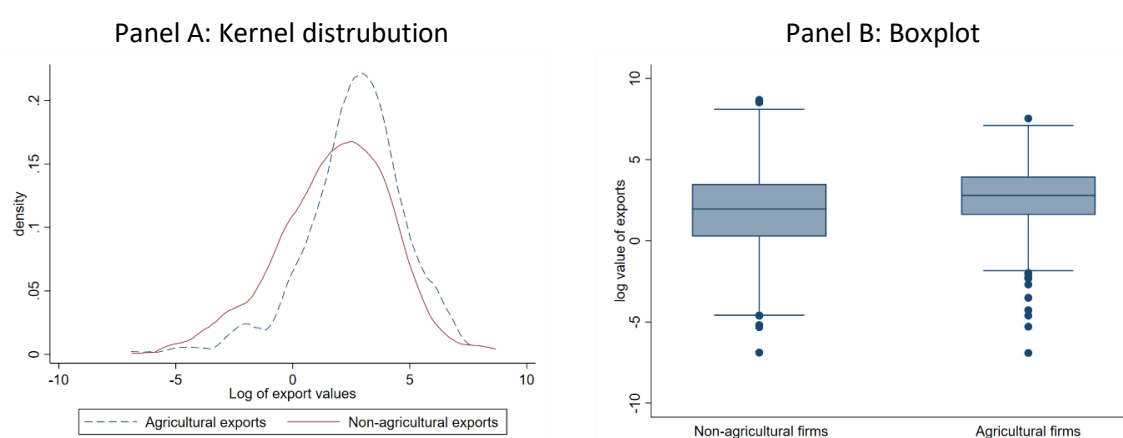 Panel A: Kernel distrubution
.2
.15
.1
.05
0
density
-10
-5
0
5
10
Log of export values
Agricultural exports
Non-agricultural exports
Panel B: Boxplot
10
5
0
-5
-10
log value of exports
Non-agricultural firms
Agricultural firms